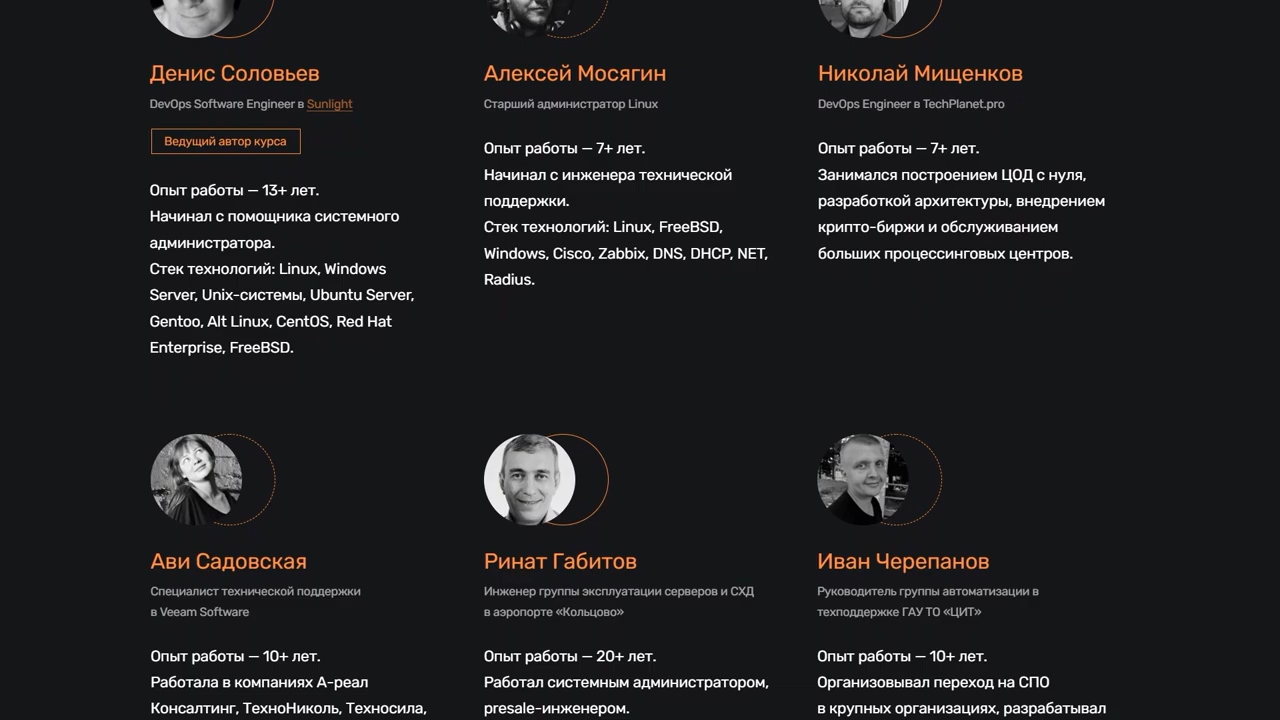 Денис Соловьев
DevOps Software Engineer в Sunlight
Ведущий автор курса
Опыт работы — 13+ лет.
Начинал с помощника системного
администратора.
Стек технологий: Linux, Windows
Server, Unix-системы, Ubuntu Server,
Gentoo, Alt Linux, CentOS, Red Hat
Enterprise, FreeBSD.
Алексей Мосягин
Старший администратор Linux
Опыт работы — 7+ лет.
Начинал с инженера технической
поддержки.
Стек технологий: Linux, FreeBSD,
Windows, Cisco, Zabbix, DNS, DHCP, NET,
Radius.
Николай Мищенков
DevOps Engineer в TechPlanet.pro
Опыт работы — 7+ лет.
Занимался построением ЦОД с нуля,
разработкой архитектуры, внедрением
крипто-биржи и обслуживанием
больших процессинговых центров.
Ави Садовская
Специалист технической поддержки
в Veeam Software
Опыт работы — 10+ лет.
Работала в компаниях А-реал
Консалтинг, ТехноНиколь, Техносила,
Ринат Габитов
Инженер группы эксплуатации серверов и СХД
в аэропорте «Кольцово»
Опыт работы — 20+ лет.
Работал системным администратором,
presale-инженером.
Иван Черепанов
Руководитель группы автоматизации в
техподдержке ГАУ ТО «ЦИТ»
Опыт работы — 10+ лет.
Организовывал переход на СПО
в крупных организациях, разрабатывал